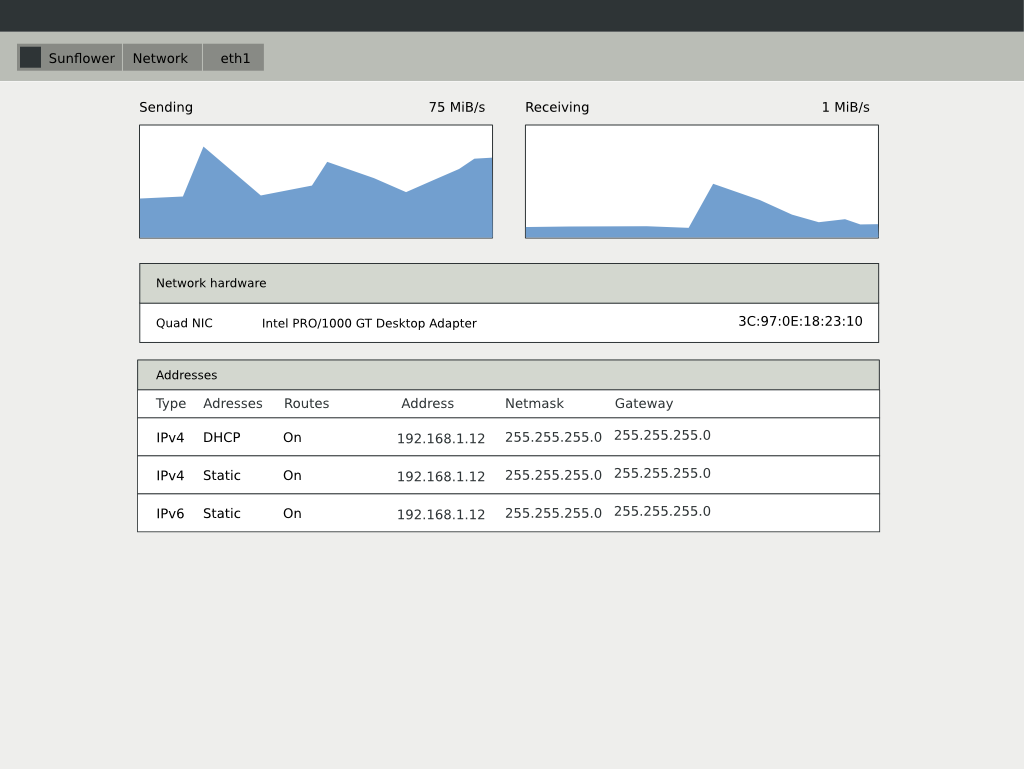 Sunflower Network eth1
Sending 75 MiB/s Receiving 1 MiB/s
Network hardware
Quad NIC Intel PRO/1000 GT Desktop Adapter 3C:97:0E:18:23:10
Addresses
Type Adresses Routes Address Netmask Gateway
IPv4 DHCP On 192.168.1.12 255.255.255.0 255.255.255.0
IPv4 Static On 192.168.1.12 255.255.255.0 255.255.255.0
IPv6 Static On 192.168.1.12 255.255.255.0 255.255.255.0